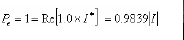 P_e = 1 = Re[1.0 × I*] = 0.9839|I|